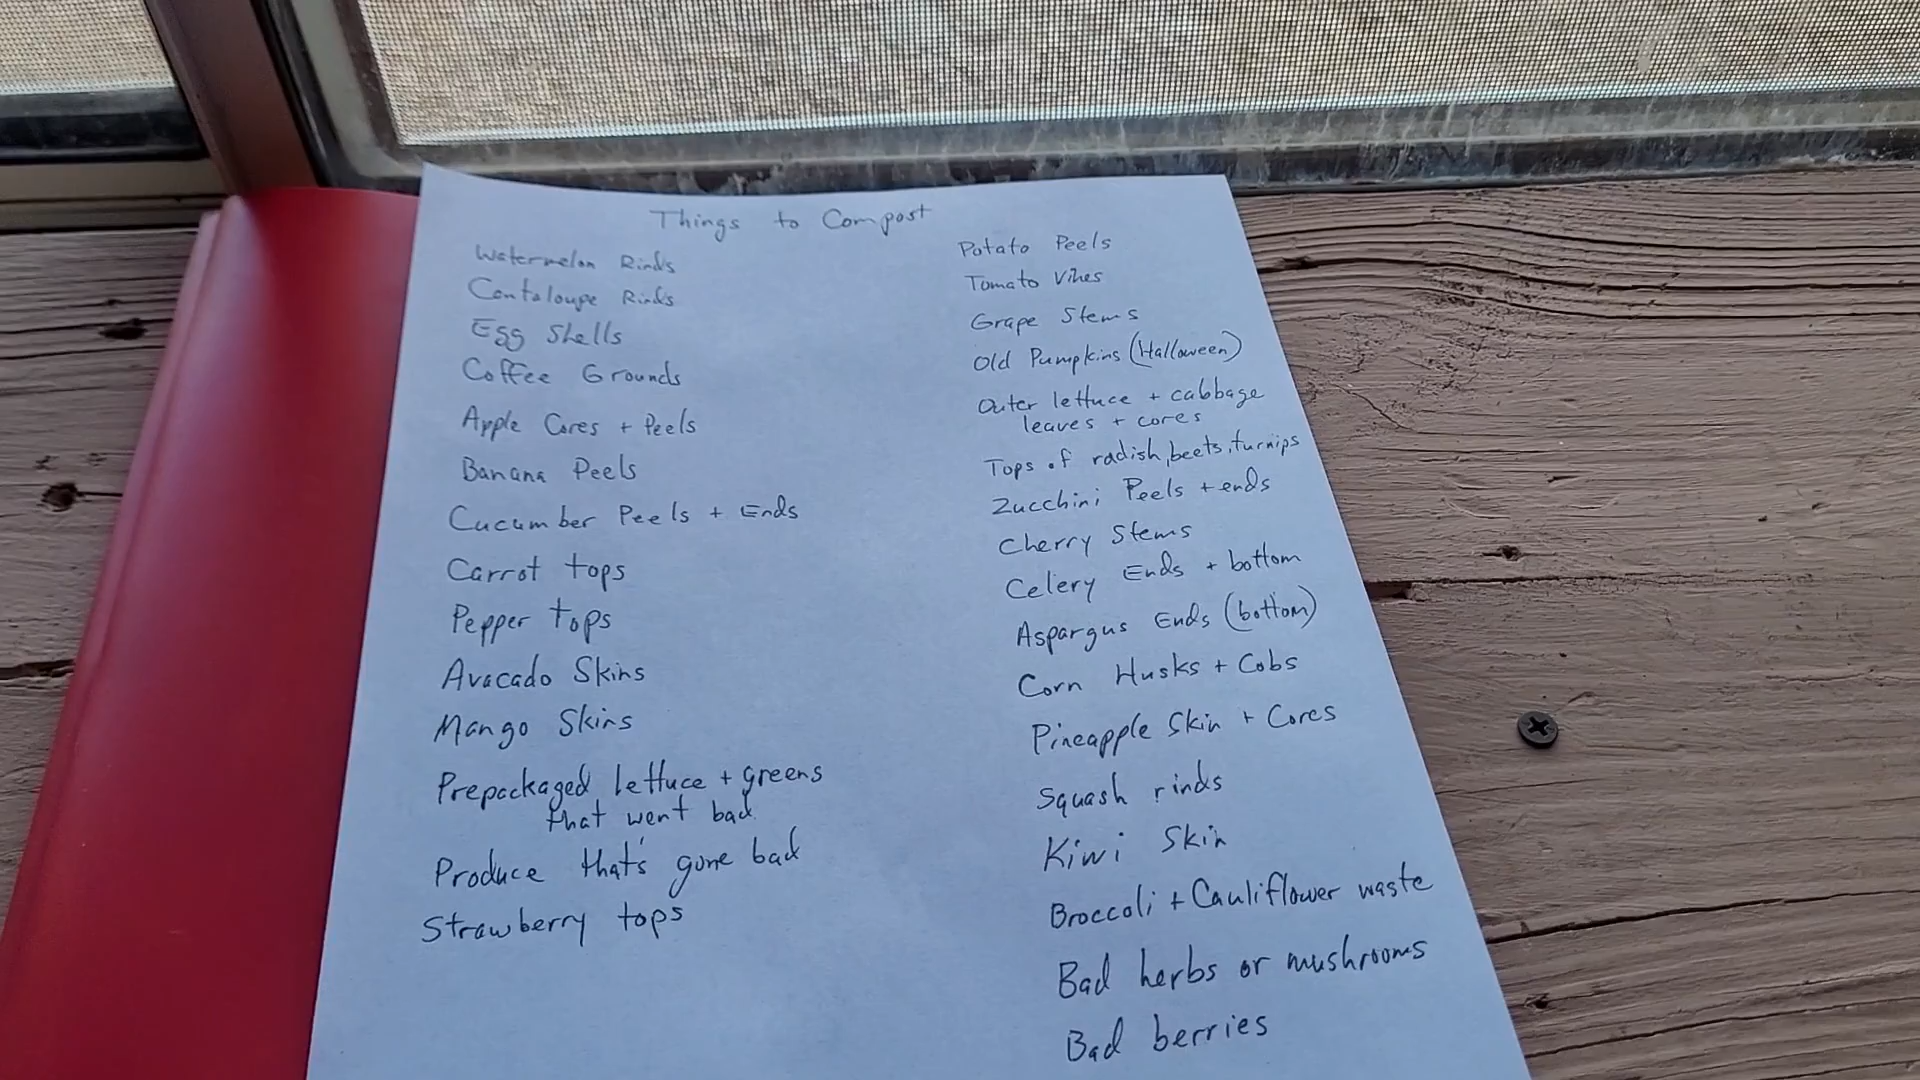 Things to Compost
Watermelon Rinds
Cantaloupe Rinds
Egg Shells
Coffee Grounds
Apple Cores + Peels
Banana Peels
Cucumber Peels + Ends
Carrot tops
Pepper tops
Avacado Skins
Mango Skins
Prepackaged lettuce + greens
that went bad
Produce that's gone bad
Strawberry tops
Potato Peels
Tomato Vines
Grape Stems
Old Pumpkins (Halloween)
Outer lettuce + cabbage
leaves + cores
Tops of radish, beets, turnips
Zucchini Peels + ends
Cherry Stems
Celery Ends + bottom
Aspargus Ends (bottom)
Corn Husks + Cobs
Pineapple Skin + Cores
Squash rinds
Kiwi Skin
Broccoli + Cauliflower waste
Bad herbs or mushrooms
Bad berries